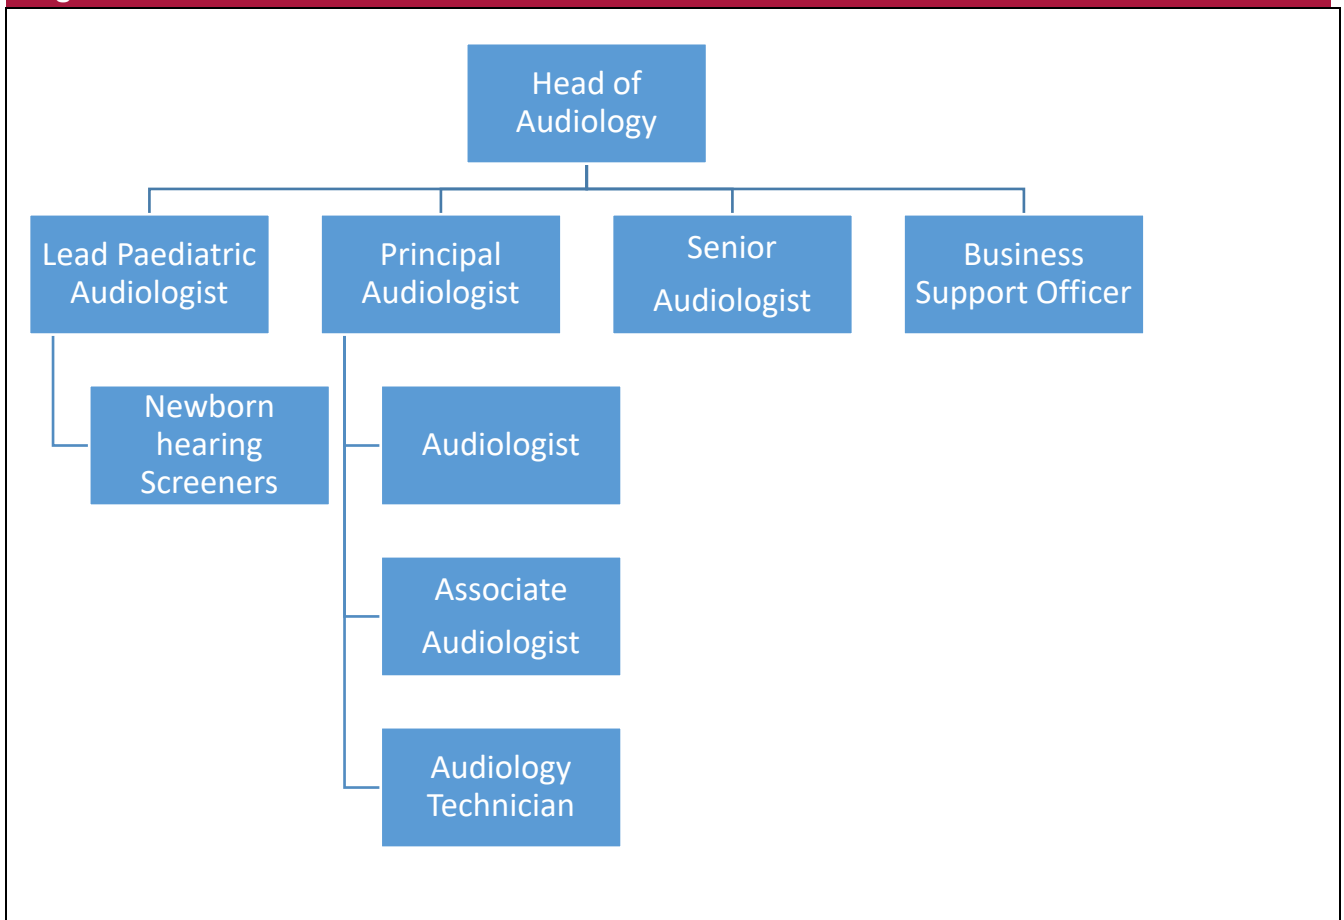 Head of
Audiology
Lead Paediatric
Audiologist
Principal
Audiologist
Senior
Audiologist
Business
Support Officer
Newborn
hearing
Screeners
Audiologist
Associate
Audiologist
Audiology
Technician